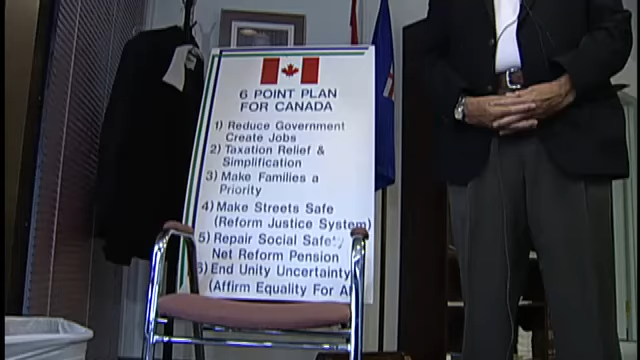 6 POINT PLAN
FOR CANADA
1) Reduce Government
Create Jobs
2) Taxation Relief &
Simplification
3) Make Families a
Priority
4) Make Streets Safe
(Reform Justice System)
5) Repair Social Safety
Net Reform Pension
6) End Unity Uncertainty
(Affirm Equality For